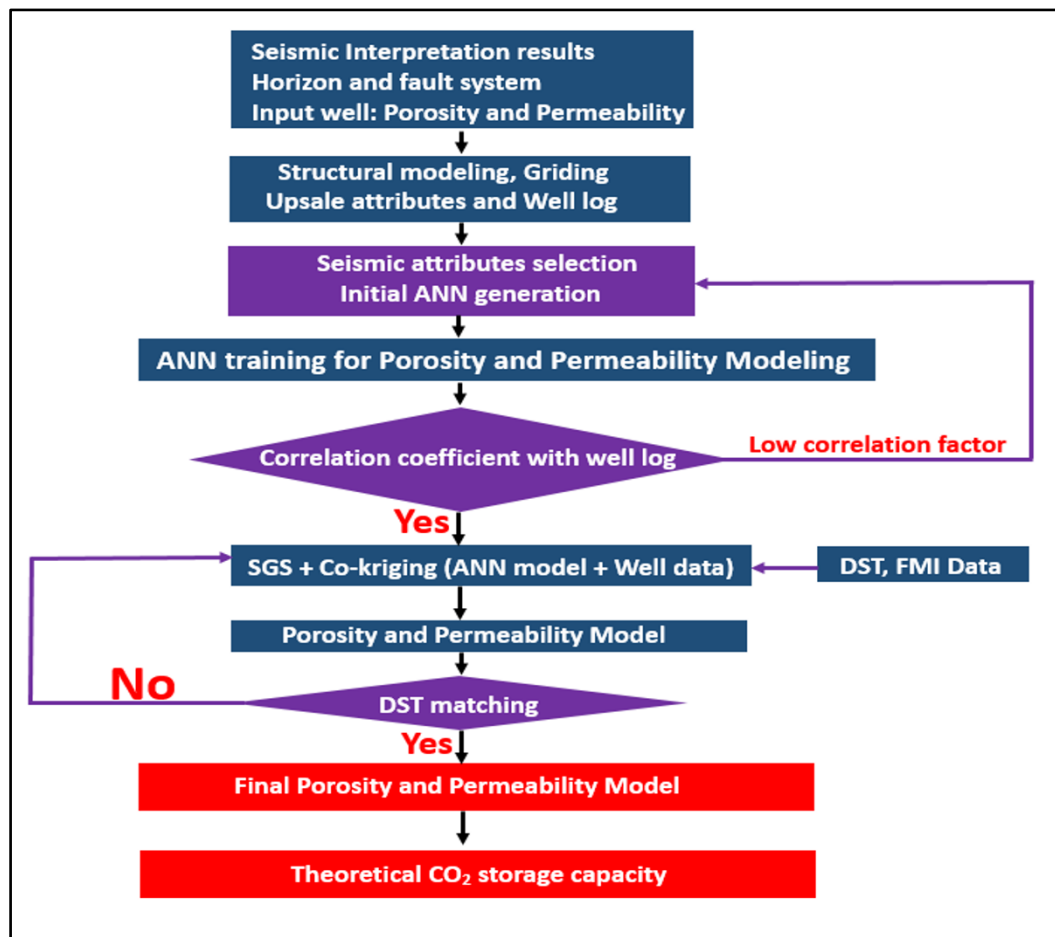 Seismic Interpretation results
Horizon and fault system
Input well: Porosity and Permeability
Structural modeling, Griding
Upsale attributes and Well log
Seismic attributes selection
Initial ANN generation
ANN training for Porosity and Permeability Modeling
Correlation coefficient with well log
Low correlation factor
Yes
SGS + Co-kriging (ANN model + Well data)
DST, FMI Data
Porosity and Permeability Model
No
DST matching
Yes
Final Porosity and Permeability Model
Theoretical CO₂ storage capacity